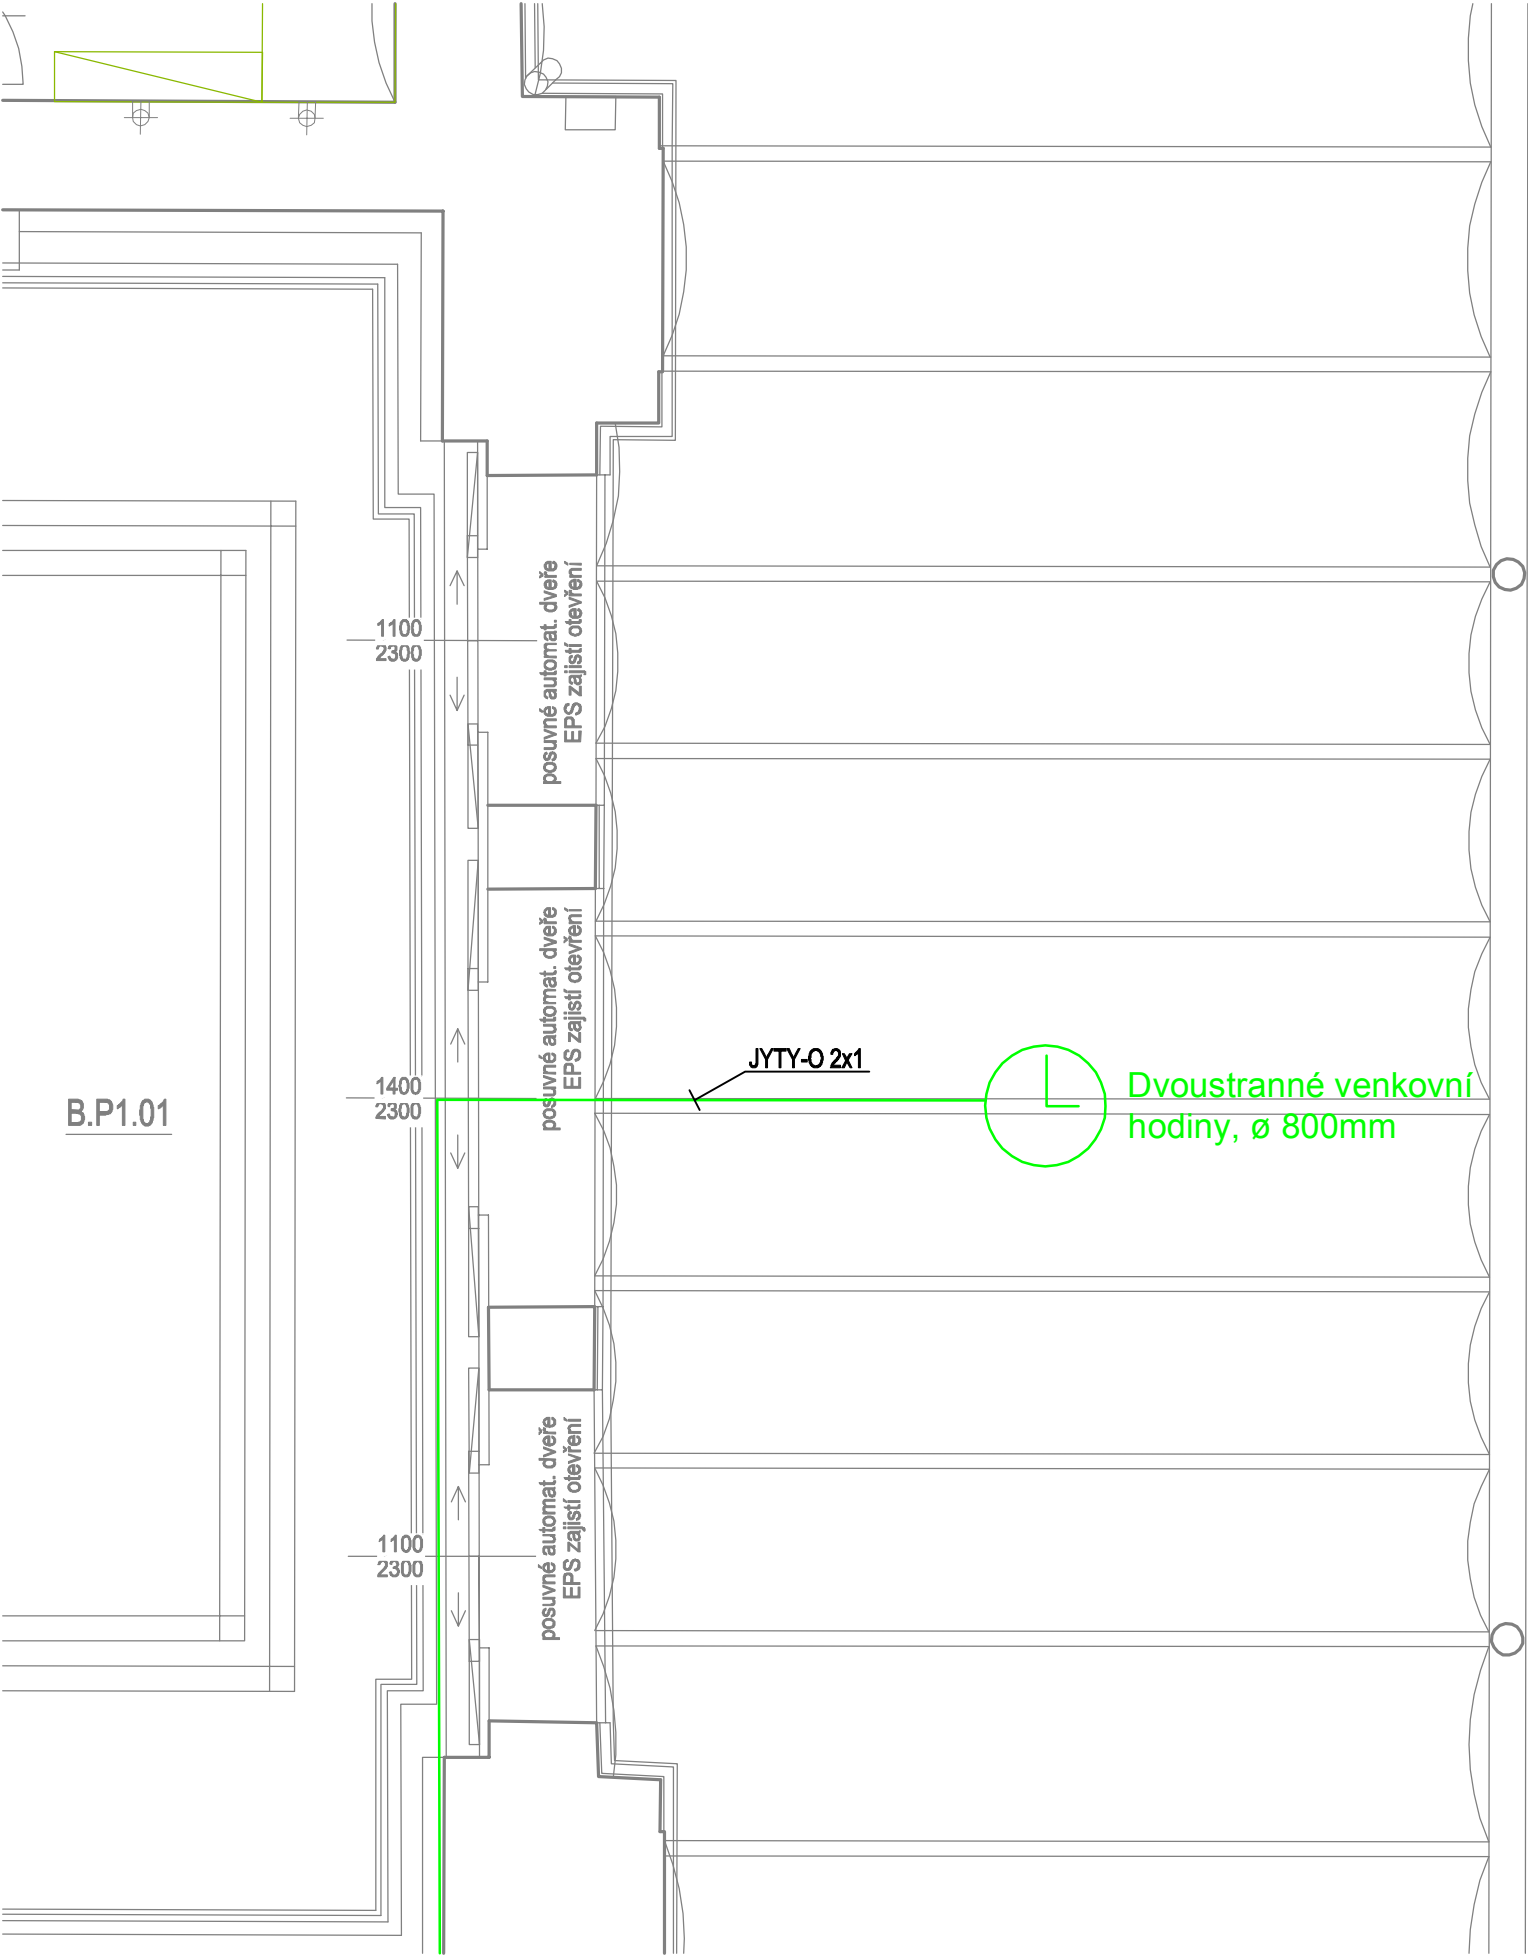 posuvné automat. dveře
EPS zajistí otevření
1100
2300
posuvné automat. dveře
EPS zajistí otevření
JYTY-O 2x1
1400
2300
B.P1.01
Dvoustranné venkovní
hodiny, ø 800mm
posuvné automat. dveře
EPS zajistí otevření
1100
2300